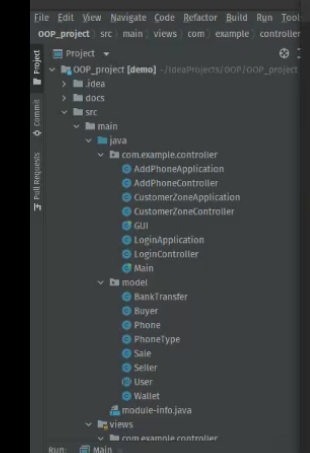 File Edit View Navigate Code Refactor Build Run Tools
OOP_project src main views com example controller
Project
Project
Commit
Pull Requests
OOP_project [demo] ~/IdeaProjects/OOP/OOP_project
.idea
docs
src
main
java
com.example.controller
AddPhoneApplication
AddPhoneController
CustomerZoneApplication
CustomerZoneController
GUI
LoginApplication
LoginController
Main
model
BankTransfer
Buyer
Phone
PhoneType
Sale
Seller
User
Wallet
module-info.java
views
com.example.controller
Run: Main